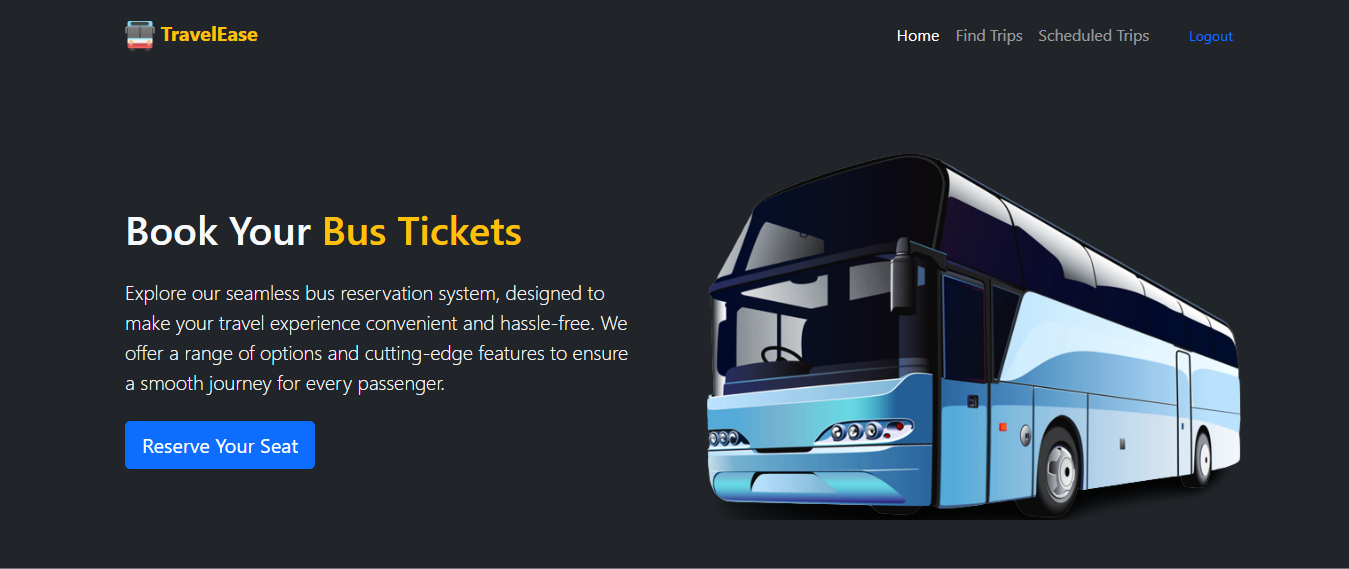 TravelEase
Home Find Trips Scheduled Trips Logout
Book Your Bus Tickets
Explore our seamless bus reservation system, designed to
make your travel experience convenient and hassle-free. We
offer a range of options and cutting-edge features to ensure
a smooth journey for every passenger.
Reserve Your Seat